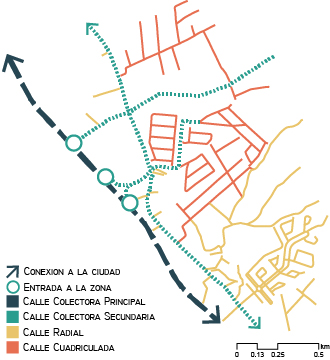 CONEXION A LA CIUDAD
ENTRADA A LA ZONA
CALLE COLECTORA PRINCIPAL
CALLE COLECTORA SECUNDARIA
CALLE RADIAL
CALLE CUADRICULADA
km
0 0.13 0.25 0.5